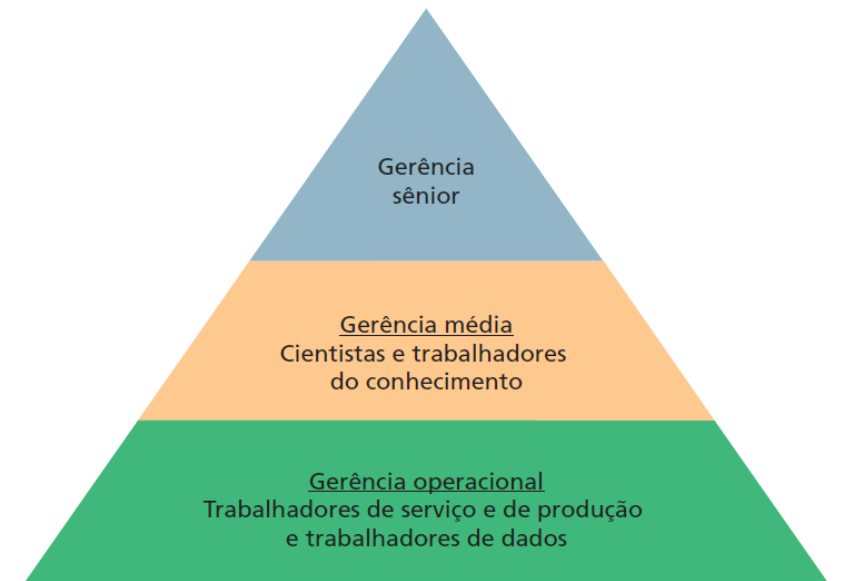 Gerência
sênior
Gerência média
Cientistas e trabalhadores
do conhecimento
Gerência operacional
Trabalhadores de serviço e de produção
e trabalhadores de dados